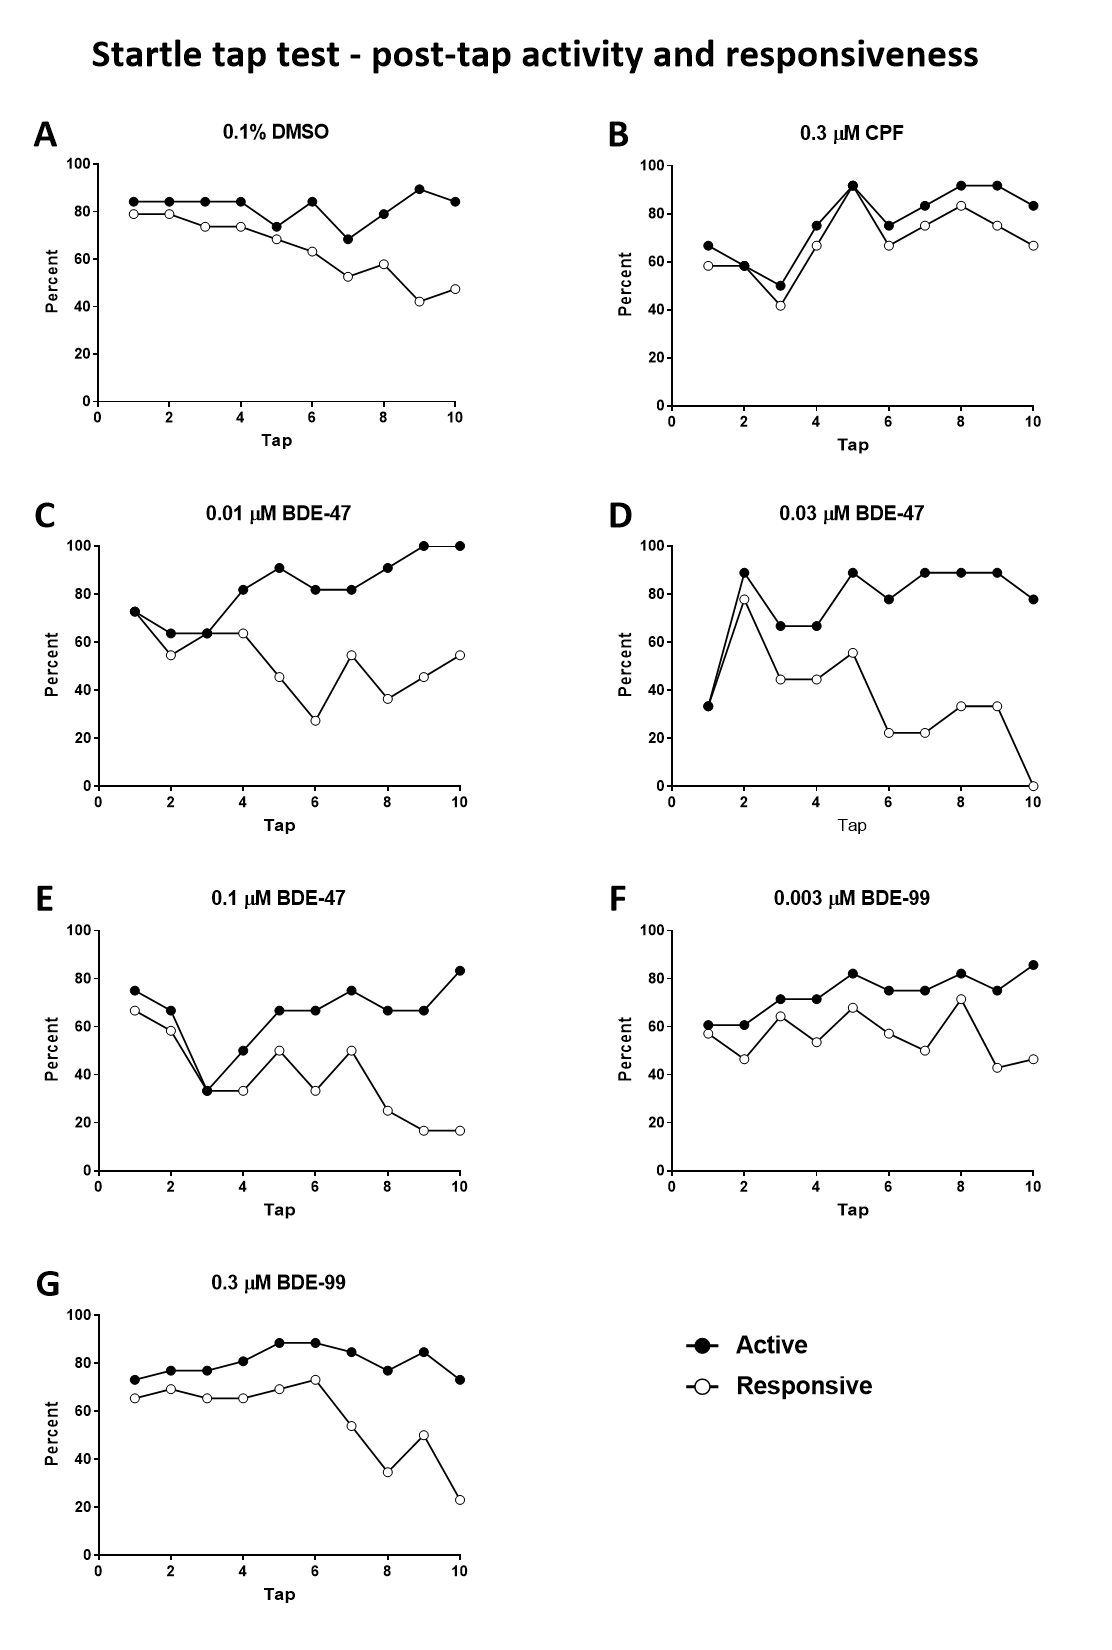 Startle tap test - post-tap activity and responsiveness
A
0.1% DMSO
100
80
60
40
20
0
Percent
0 2 4 6 8 10
Tap
B
0.3 μM CPF
100
80
60
40
20
0
Percent
0 2 4 6 8 10
Tap
C
0.01 μM BDE-47
100
80
60
40
20
0
Percent
0 2 4 6 8 10
Tap
D
0.03 μM BDE-47
100
80
60
40
20
0
Percent
0 2 4 6 8 10
Tap
E
0.1 μM BDE-47
100
80
60
40
20
0
Percent
0 2 4 6 8 10
Tap
F
0.003 μM BDE-99
100
80
60
40
20
0
Percent
0 2 4 6 8 10
Tap
G
0.3 μM BDE-99
100
80
60
40
20
0
Percent
0 2 4 6 8 10
Tap
Active
Responsive